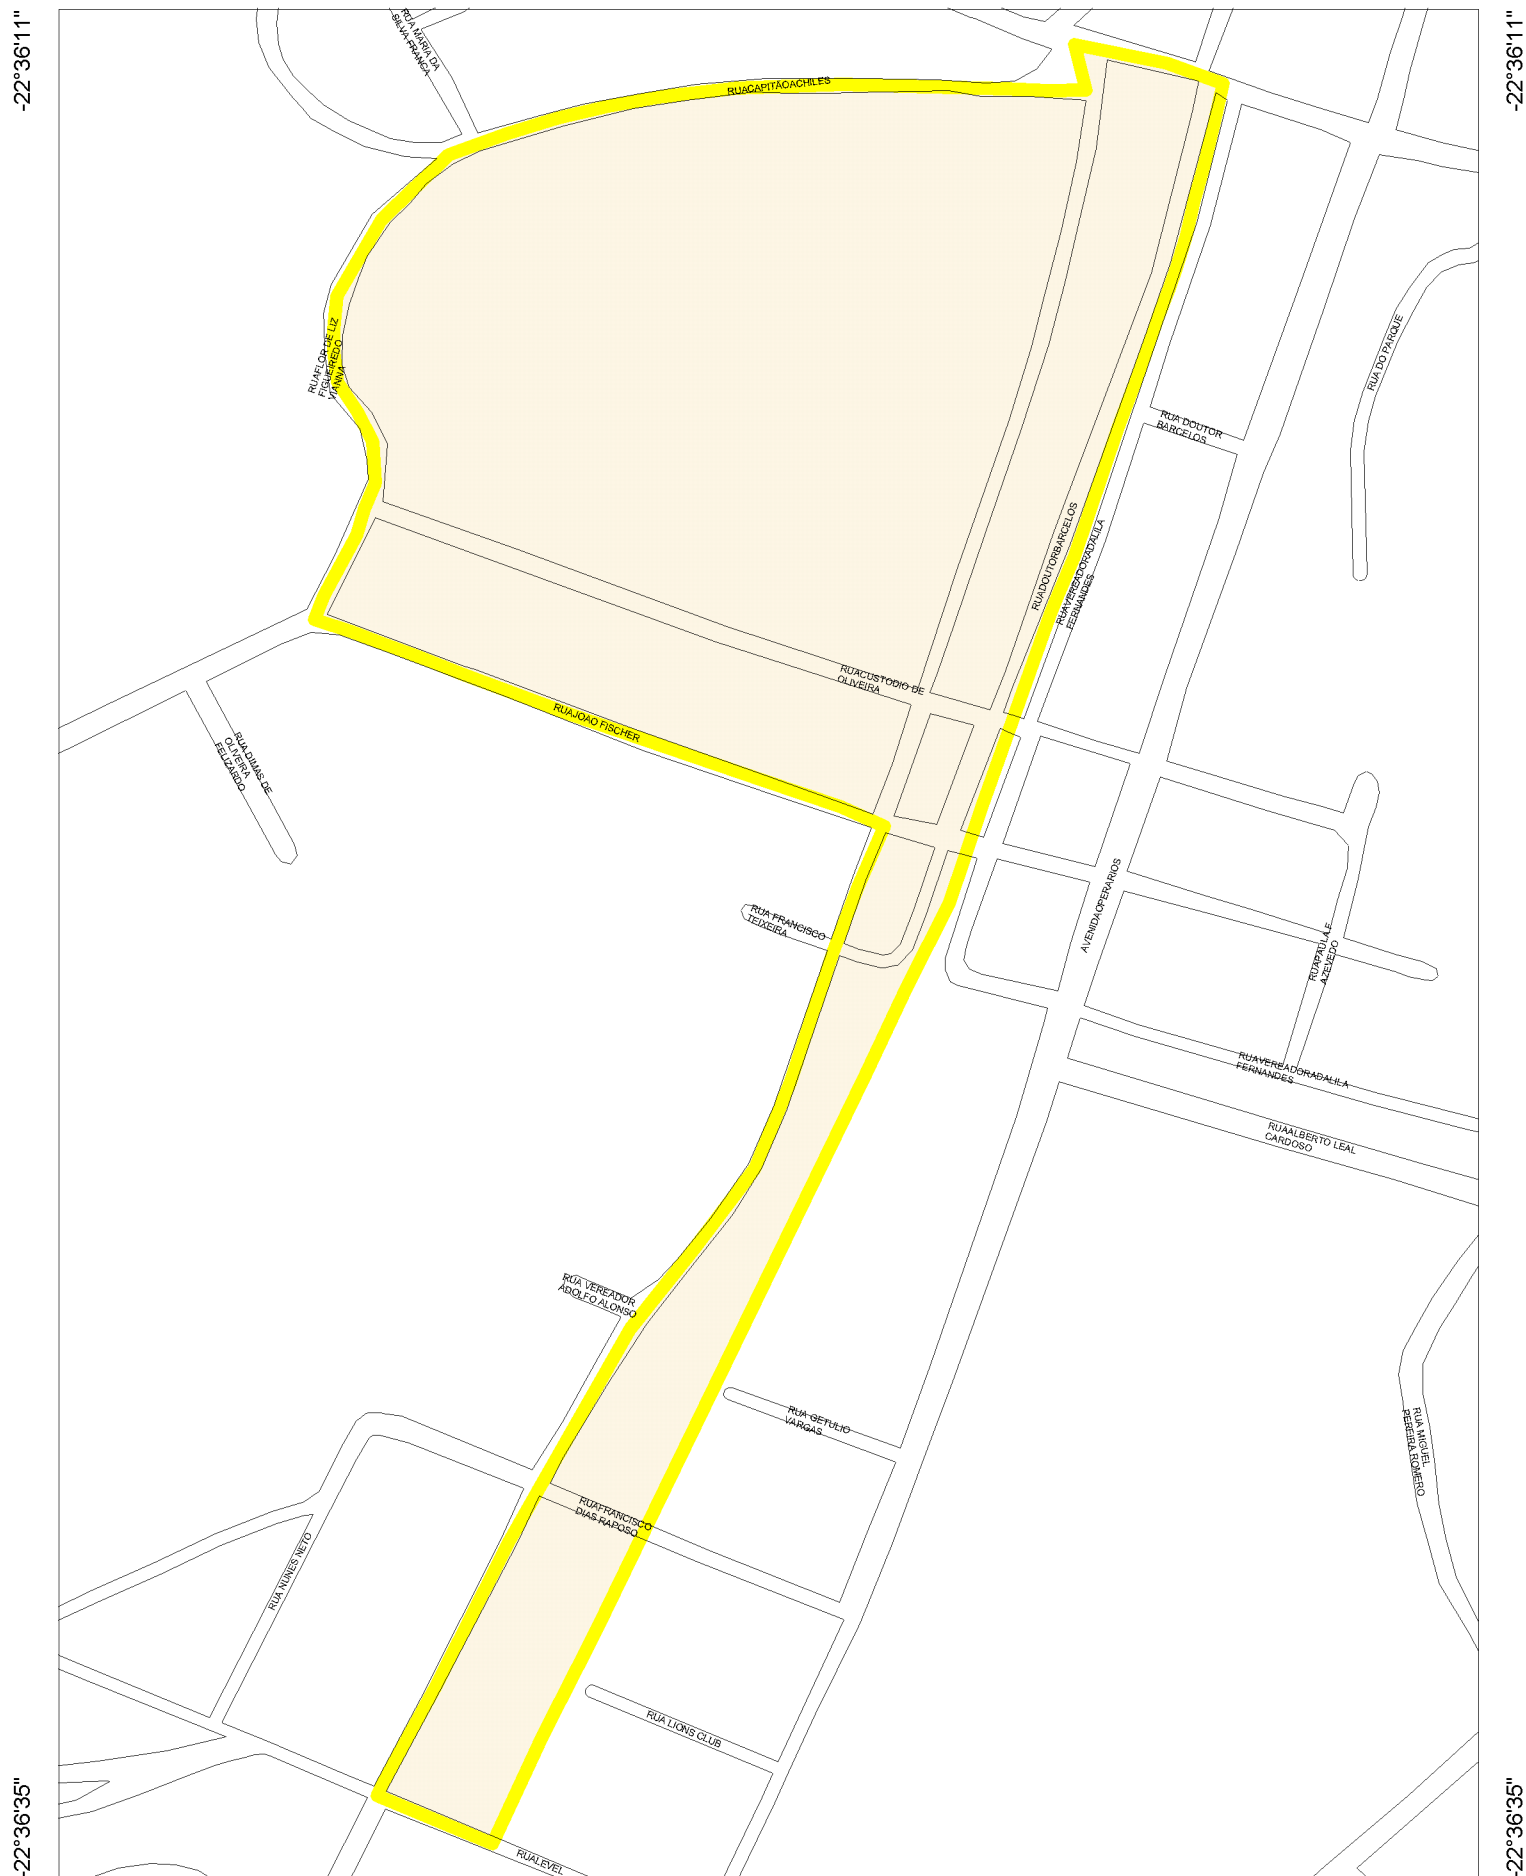 -22°36'11"
-22°36'11"
RUA MARIA DA
SILVA FRANCA
RUACAPITÃOACHILES
RUAFLOR DE LIZ
FIGUEIREDO
VIANNA
RUA DO PARQUE
RUA DOUTOR
BARCELOS
RUADOUTORBARCELOS
RUAVEREADORADALILA
FERNANDES
RUACUSTODIO DE
OLIVEIRA
RUAJOAO FISCHER
RUA DIMAS DE
OLIVEIRA
FELIZARDO
AVENIDAOPERARIOS
RUA FRANCISCO
TEIXEIRA
RUAPAULA F
AZEVEDO
RUAVEREADORADALILA
FERNANDES
RUAALBERTO LEAL
CARDOSO
RUA VEREADOR
ADOLFO ALONSO
RUA GETULIO
VARGAS
RUA MIGUEL
PEREIRA ROMERO
RUAFRANCISCO
DIAS RAPOSO
RUA NUNES NETO
RUA LIONS CLUB
RUALEVEL
-22°36'35"
-22°36'35"